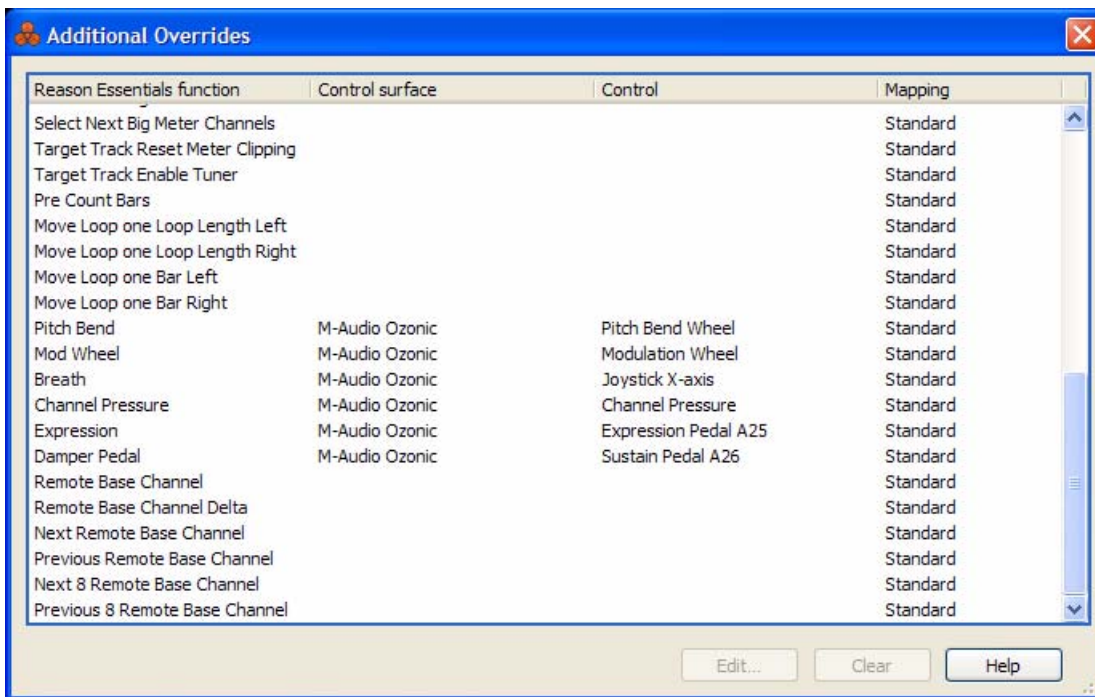 Additional Overrides
Reason Essentials function Control surface Control Mapping
Select Next Big Meter Channels Standard
Target Track Reset Meter Clipping Standard
Target Track Enable Tuner Standard
Pre Count Bars Standard
Move Loop one Loop Length Left Standard
Move Loop one Loop Length Right Standard
Move Loop one Bar Left Standard
Move Loop one Bar Right Standard
Pitch Bend M-Audio Ozonic Pitch Bend Wheel Standard
Mod Wheel M-Audio Ozonic Modulation Wheel Standard
Breath M-Audio Ozonic Joystick X-axis Standard
Channel Pressure M-Audio Ozonic Channel Pressure Standard
Expression M-Audio Ozonic Expression Pedal A25 Standard
Damper Pedal M-Audio Ozonic Sustain Pedal A26 Standard
Remote Base Channel Standard
Remote Base Channel Delta Standard
Next Remote Base Channel Standard
Previous Remote Base Channel Standard
Next 8 Remote Base Channel Standard
Previous 8 Remote Base Channel Standard
Edit... Clear Help